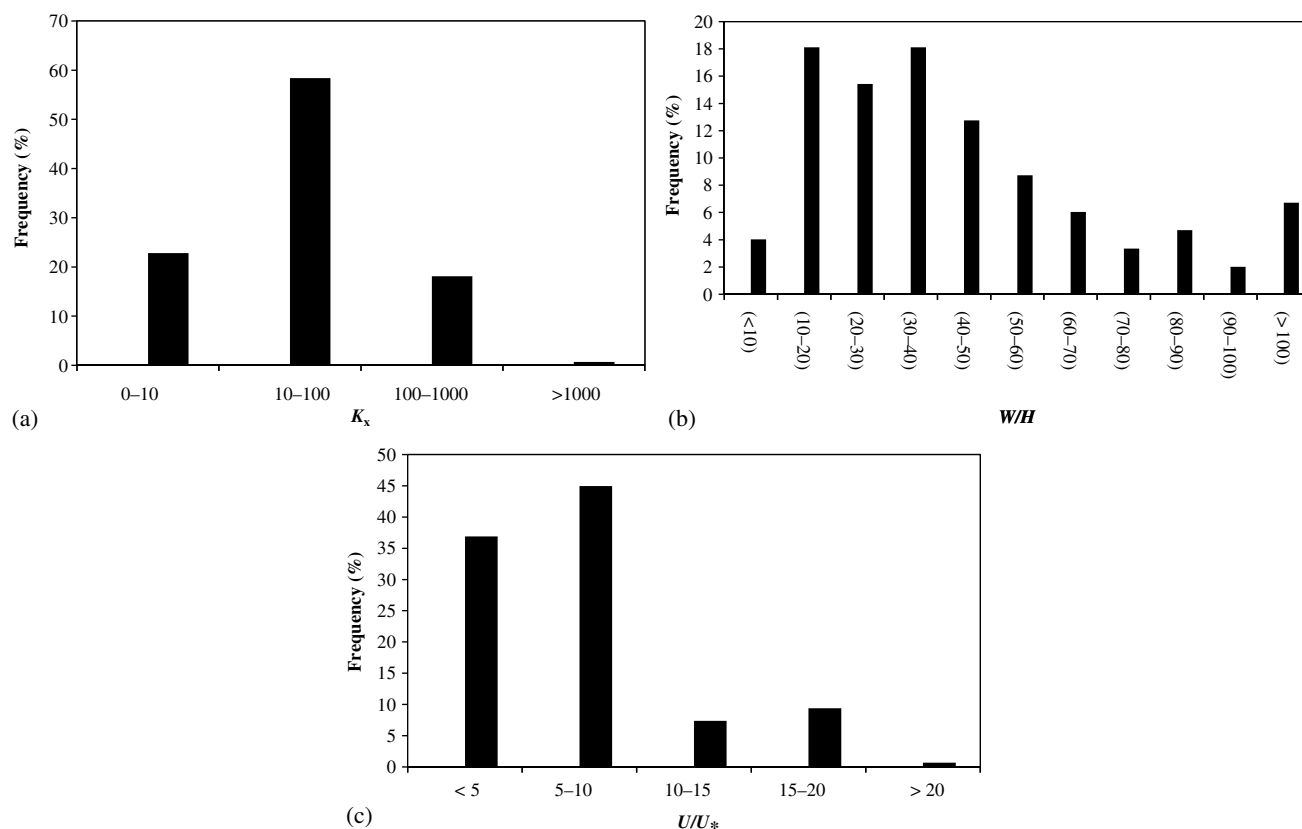 70
60
50
40
30
20
10
0
Frequency (%)
0–10 10–100 100–1000 >1000
(a)
Kx
20
18
16
14
12
10
8
6
4
2
0
Frequency (%)
(<10) (10–20) (20–30) (30–40) (40–50) (50–60) (60–70) (70–80) (80–90) (90–100) (>100)
(b)
W/H
50
45
40
35
30
25
20
15
10
5
0
Frequency (%)
< 5 5–10 10–15 15–20 > 20
(c)
U/U*